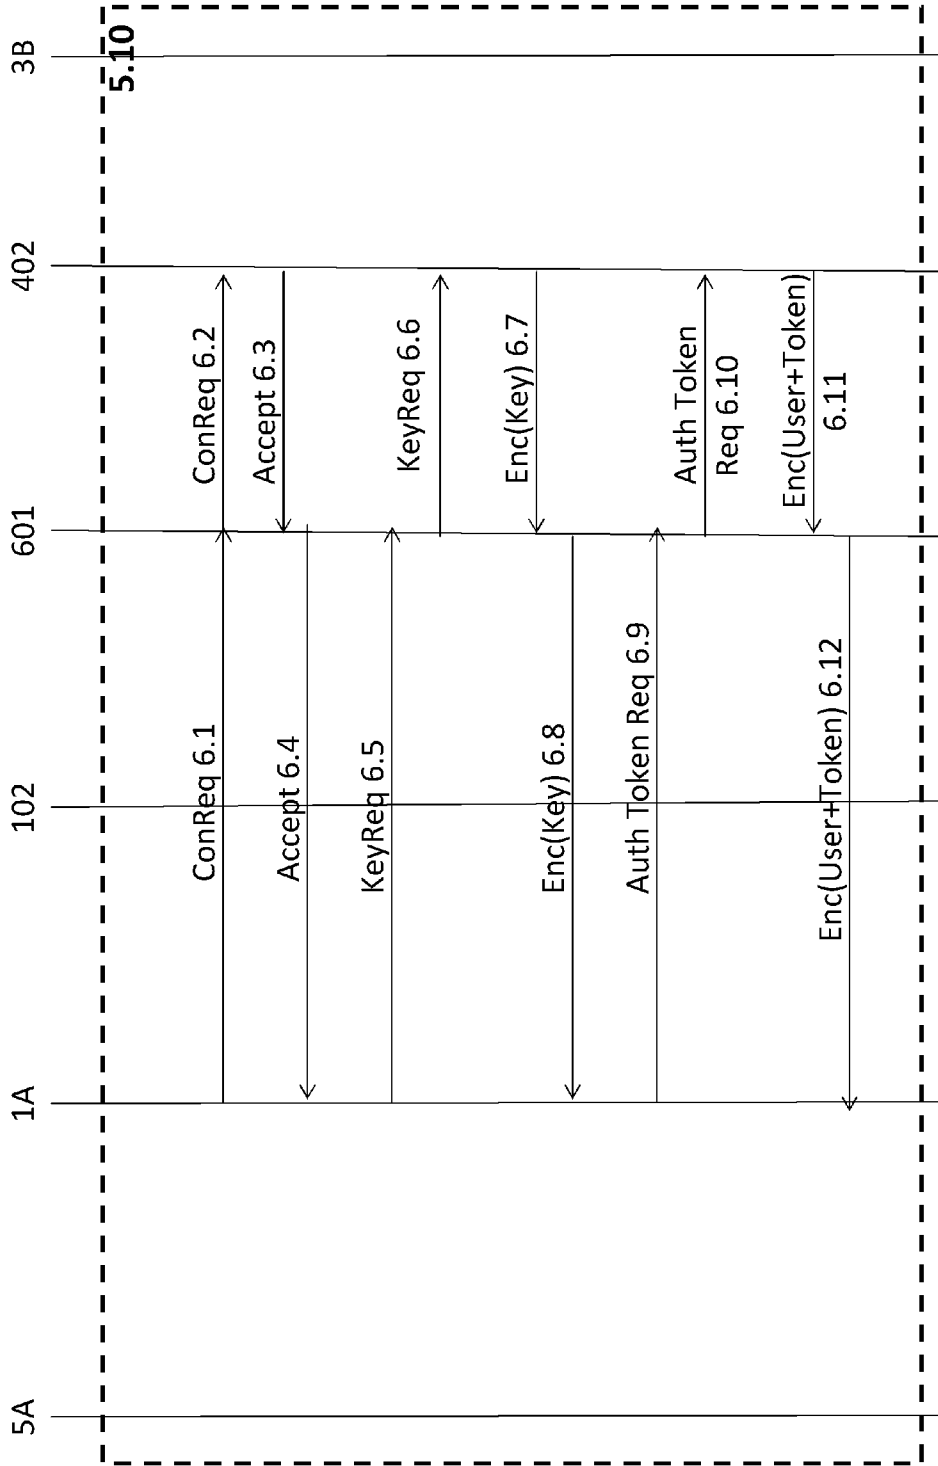 5A
1A
102
601
402
3B
5.10
ConReq 6.1
ConReq 6.2
Accept 6.3
Accept 6.4
KeyReq 6.5
KeyReq 6.6
Enc(Key) 6.7
Enc(Key) 6.8
Auth Token Req 6.9
Auth Token
Req 6.10
Enc(User+Token)
6.11
Enc(User+Token) 6.12